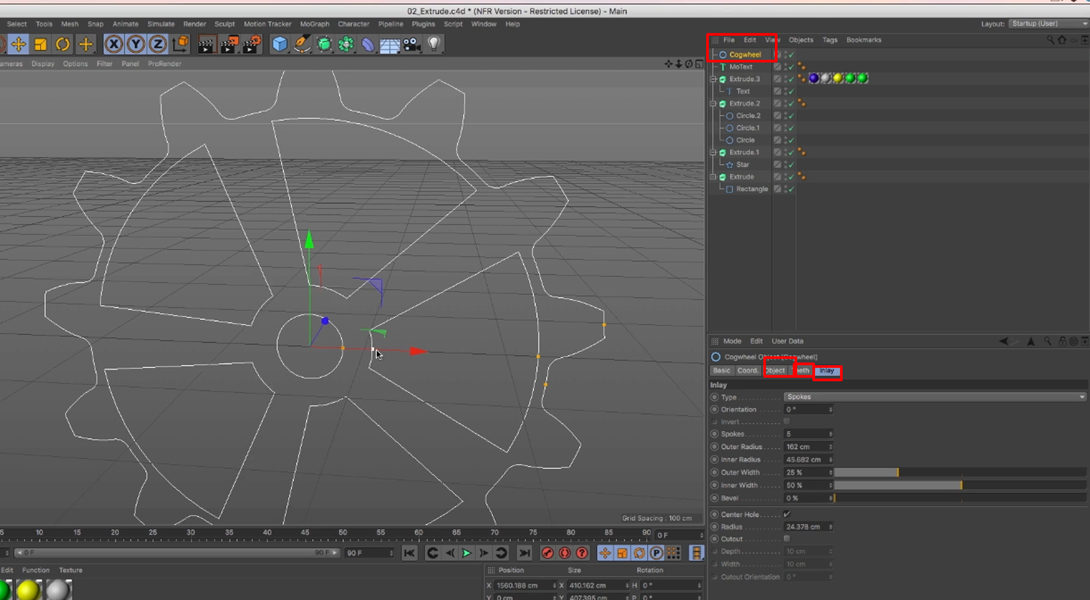 02_Extrude.c4d * (NFR Version - Restricted License) - Main
Select Tools Mesh Snap Animate Simulate Render Sculpt Motion Tracker MoGraph Character Pipeline Plugins Script Window Help
Layout: Startup (User)
X Y Z
File Edit View Objects Tags Bookmarks
ameras Display Options Filter Panel ProRender
Cogwheel
MoText
Extrude.3
Text
Extrude.2
Circle.2
Circle.1
Circle
Extrude.1
Star
Extrude
Rectangle
Mode Edit User Data
Cogwheel Object [Cogwheel]
Basic Coord. Object Teeth Inlay
Inlay
Type Spokes
Orientation 0 °
Invert
Spokes 5
Outer Radius 162 cm
Inner Radius 45.682 cm
Outer Width 25 %
Inner Width 50 %
Bevel 0 %
Center Hole
Radius 24.378 cm
Cutout
Depth 10 cm
Width 10 cm
Cutout Orientation 0 °
Grid Spacing : 100 cm
5 10 15 20 25 30 35 40 45 50 55 60 65 70 75 80 85 90 0 F
0 F 90 F 90 F
P
Edit Function Texture
Position Size Rotation
X 1560.188 cm X 410.162 cm H 0 °
Y 0 cm Y 407.395 cm P 0 °